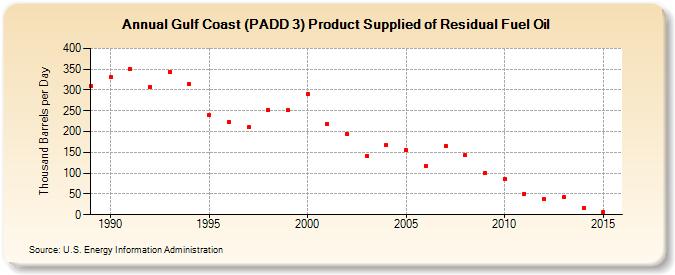 Annual Gulf Coast (PADD 3) Product Supplied of Residual Fuel Oil
Thousand Barrels per Day
400
350
300
250
200
150
100
50
0
1990 1995 2000 2005 2010 2015
Source: U.S. Energy Information Administration